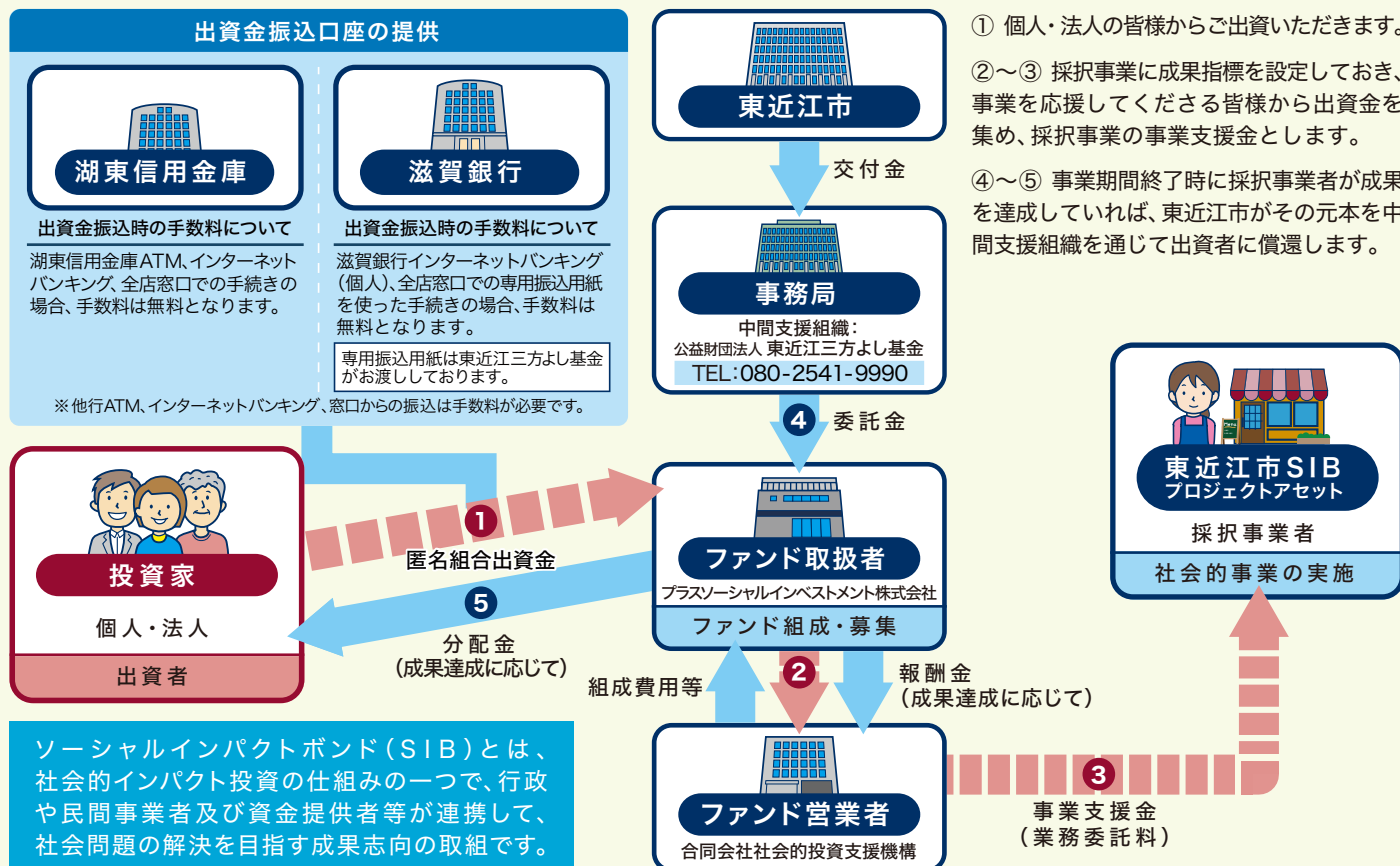 出資金振込口座の提供
湖東信用金庫
出資金振込時の手数料について
湖東信用金庫ATM、インターネット
バンキング、全店窓口での手続きの
場合、手数料は無料となります。
滋賀銀行
出資金振込時の手数料について
滋賀銀行インターネットバンキング
(個人)、全店窓口での専用振込用紙
を使った手続きの場合、手数料は
無料となります。
専用振込用紙は東近江三方よし基金
がお渡ししております。
※他行ATM、インターネットバンキング、窓口からの振込は手数料が必要です。
東近江市
交付金
事務局
中間支援組織：
公益財団法人 東近江三方よし基金
TEL：080-2541-9990
④
委託金
① 個人・法人の皆様からご出資いただきます。
②～③ 採択事業に成果指標を設定しておき、
事業を応援してくださる皆様から出資金を
集め、採択事業の事業支援金とします。
④～⑤ 事業期間終了時に採択事業者が成果
を達成していれば、東近江市がその元本を中
間支援組織を通じて出資者に償還します。
投資家
個人・法人
出資者
①
匿名組合出資金
⑤
分配金
(成果達成に応じて)
ファンド取扱者
プラスソーシャルインベストメント株式会社
ファンド組成・募集
組成費用等
②
報酬金
(成果達成に応じて)
ファンド営業者
合同会社社会的投資支援機構
③
事業支援金
(業務委託料)
東近江市SIB
プロジェクトアセット
採択事業者
社会的事業の実施
ソーシャルインパクトボンド(SIB)とは、
社会的インパクト投資の仕組みの一つで、行政
や民間事業者及び資金提供者等が連携して、
社会問題の解決を目指す成果志向の取組です。